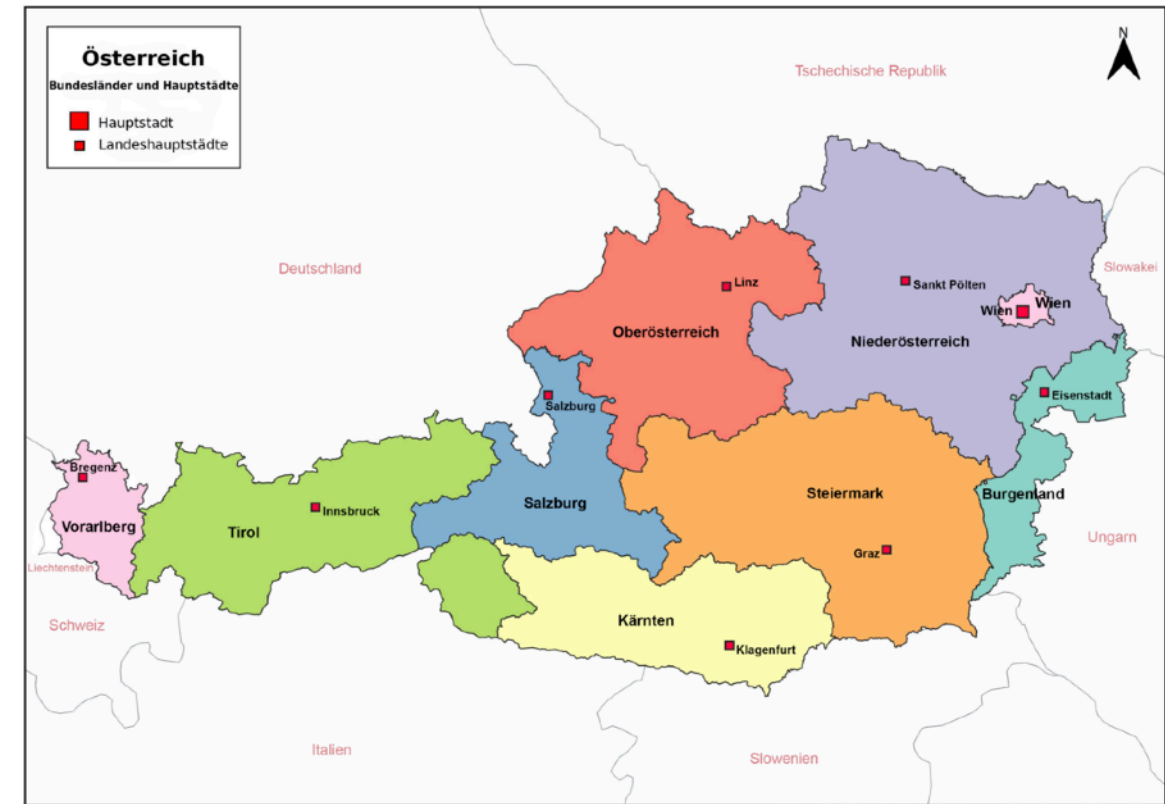 Österreich
Bundesländer und Hauptstädte
Hauptstadt
Landeshauptstädte
N
Tschechische Republik
Deutschland
Slowakei
Linz
Sankt Pölten
Wien
Wien
Oberösterreich
Niederösterreich
Eisenstadt
Salzburg
Bregenz
Steiermark
Burgenland
Salzburg
Innsbruck
Vorarlberg
Tirol
Ungarn
Graz
Liechtenstein
Schweiz
Kärnten
Klagenfurt
Italien
Slowenien